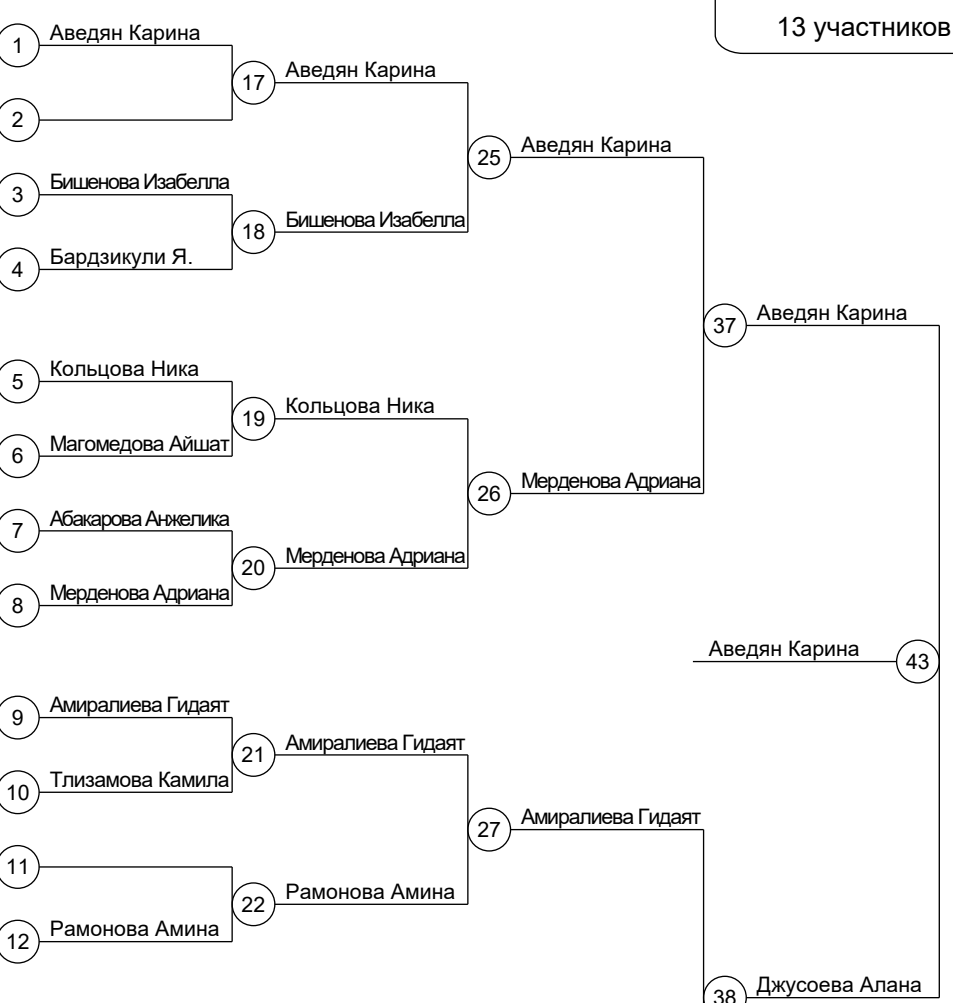 13 участников
1 Аведян Карина
17 Аведян Карина
2
25 Аведян Карина
3 Бишенова Изабелла
18 Бишенова Изабелла
4 Бардзикули Я.
37 Аведян Карина
5 Кольцова Ника
19 Кольцова Ника
6 Магомедова Айшат
26 Мерденова Адриана
7 Абакарова Анжелика
20 Мерденова Адриана
8 Мерденова Адриана
Аведян Карина 43
9 Амиралиева Гидаят
21 Амиралиева Гидаят
10 Тлизамова Камила
27 Амиралиева Гидаят
11
22 Рамонова Амина
12 Рамонова Амина
38 Джусоева Алана